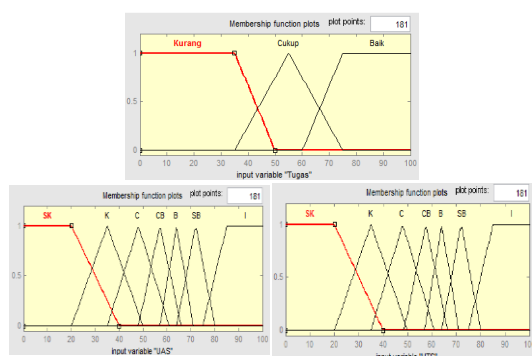 Membership function plots plot points: 181
Kurang Cukup Baik
1
0.5
0
0 10 20 30 40 50 60 70 80 90 100
input variable "Tugas"
Membership function plots plot points: 181
SK K C CB B SB I
1
0.5
0
0 10 20 30 40 50 60 70 80 90 100
input variable "UAS"
Membership function plots plot points: 181
SK K C CB B SB I
1
0.5
0
0 10 20 30 40 50 60 70 80 90 100
input variable "UTS"